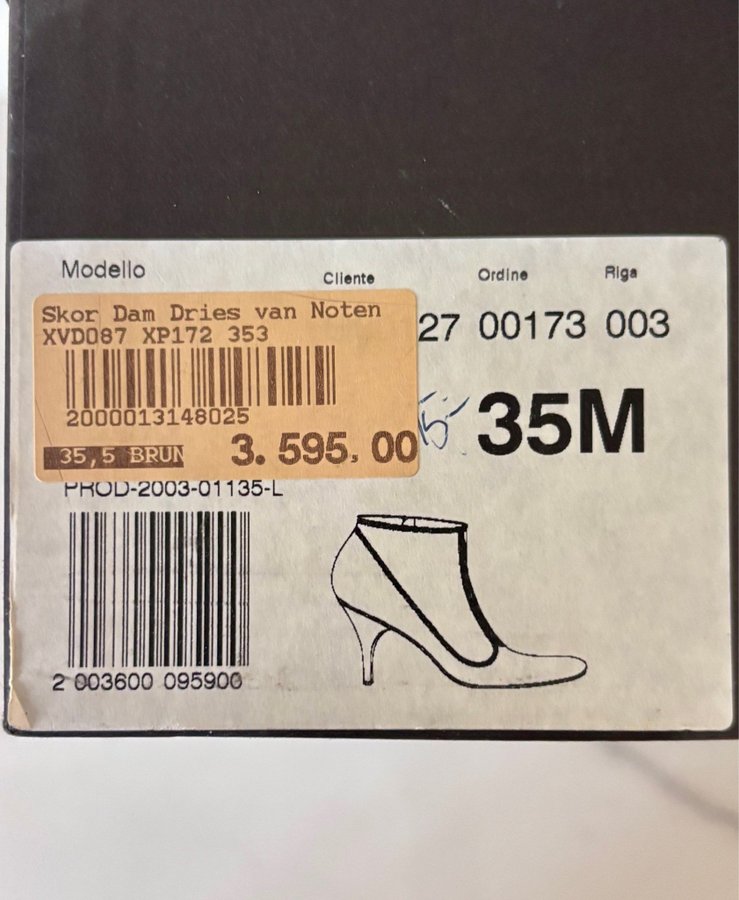 Modello
Cliente
Ordine
Riga
Skor Dam Dries van Noten
XVD087 XP172 353
2000013148025
35,5 BRUN
3.595,00
27 00173 003
35M
PROD-2003-01135-L
2 003600 095900